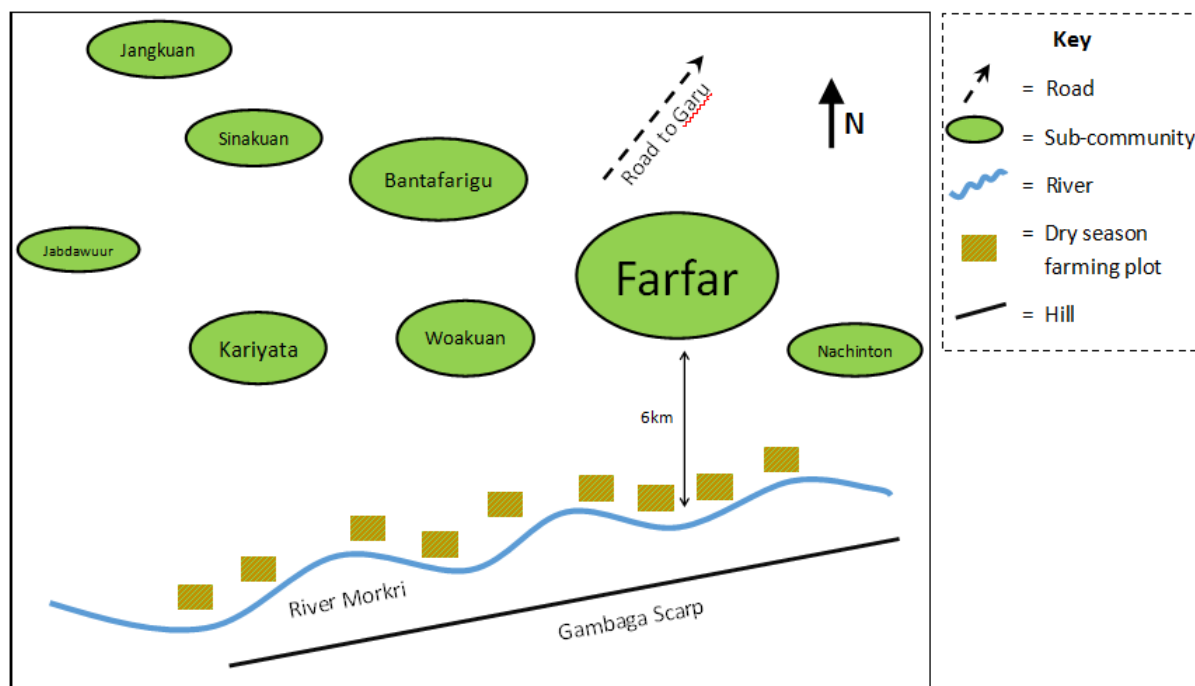 Jangkuan
Sinakuan
Bantafarigu
Road to Garu
N
Jabdawuur
Farfar
Kariyata
Woakuan
Nachinton
6km
River Morkri
Gambaga Scarp
Key
= Road
= Sub-community
= River
= Dry season
farming plot
= Hill